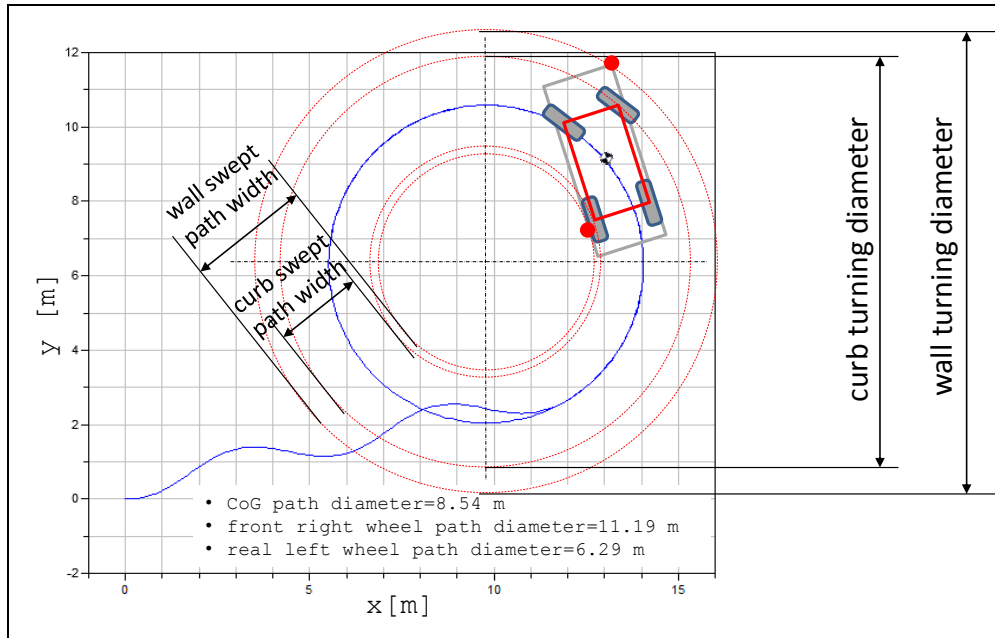 12
10
8
6
4
2
0
-2
y [m]
wall swept
path width
curb swept
path width
• CoG path diameter=8.54 m
• front right wheel path diameter=11.19 m
• real left wheel path diameter=6.29 m
0
5
10
15
x [m]
curb turning diameter
wall turning diameter